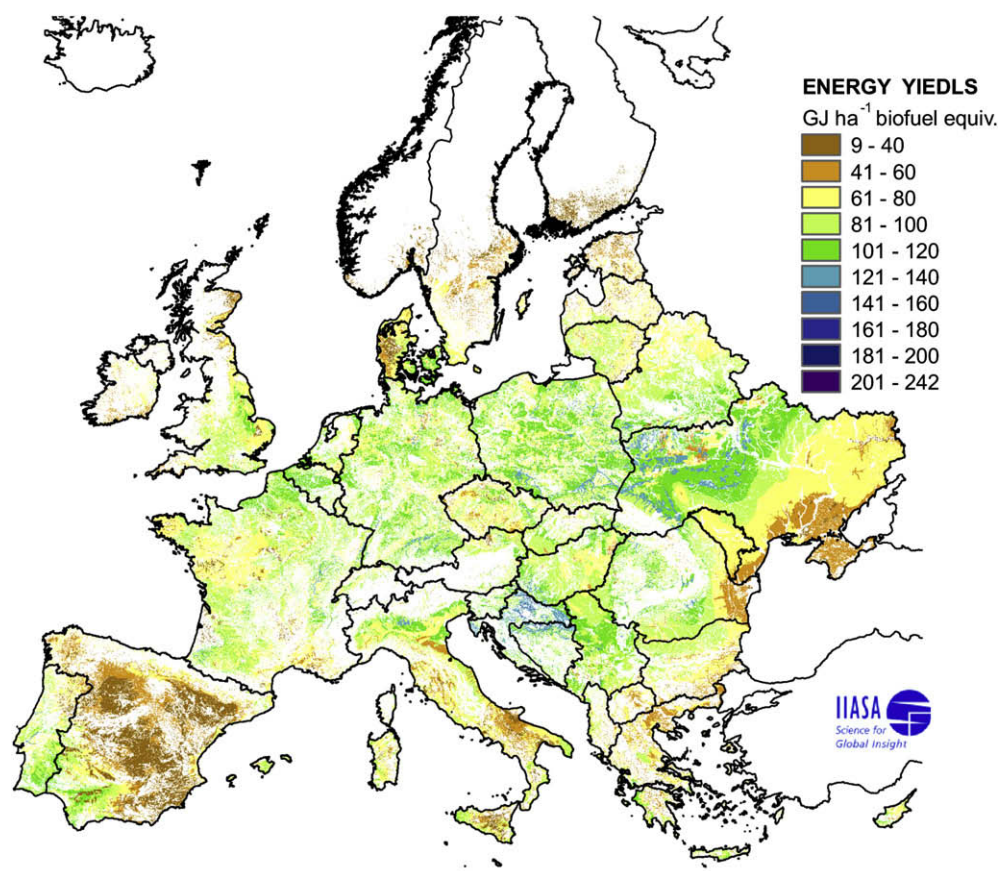 ENERGY YIEDLS
GJ ha⁻¹ biofuel equiv.
9 - 40
41 - 60
61 - 80
81 - 100
101 - 120
121 - 140
141 - 160
161 - 180
181 - 200
201 - 242
IIASA
Science for
Global Insight